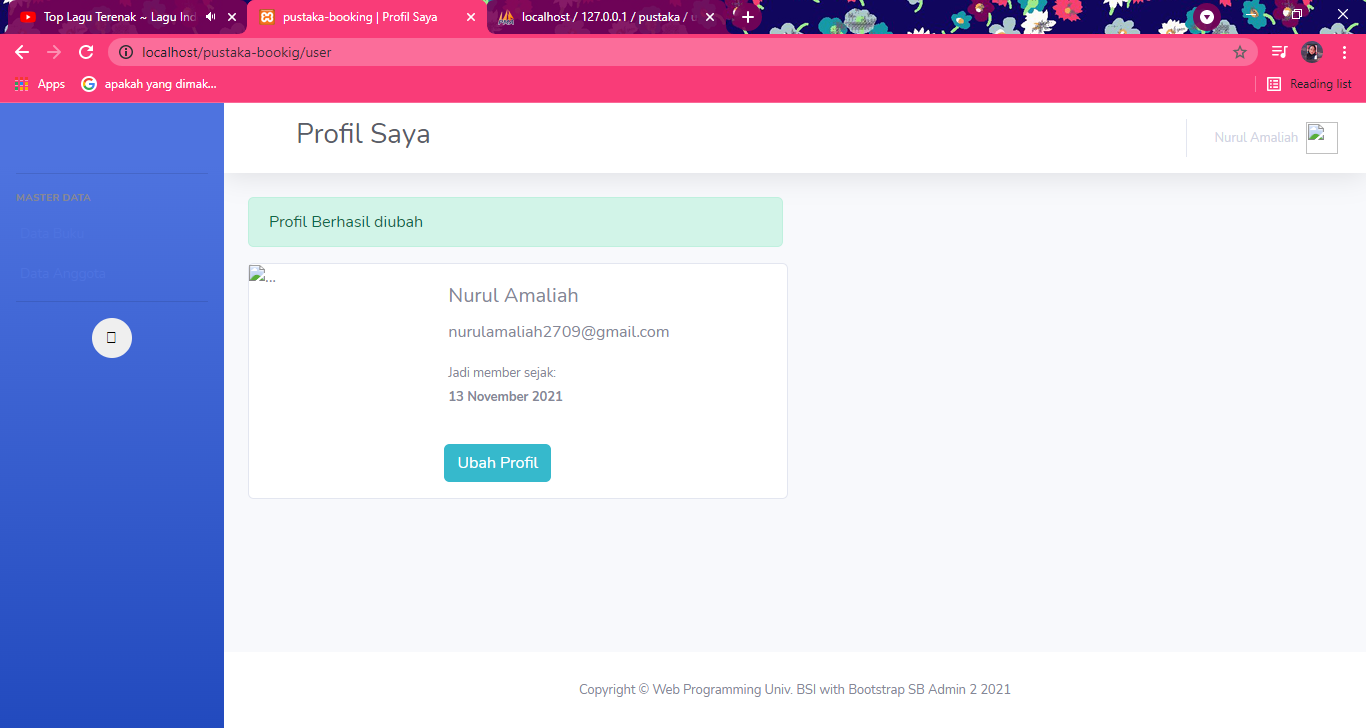 Top Lagu Terenak ~ Lagu Ind
pustaka-booking | Profil Saya
localhost / 127.0.0.1 / pustaka / u
localhost/pustaka-bookig/user
Apps
apakah yang dimak...
Reading list
Profil Saya
Nurul Amaliah
MASTER DATA
Data Buku
Data Anggota
Profil Berhasil diubah
...
Nurul Amaliah
nurulamaliah2709@gmail.com
Jadi member sejak:
13 November 2021
Ubah Profil
Copyright © Web Programming Univ. BSI with Bootstrap SB Admin 2 2021